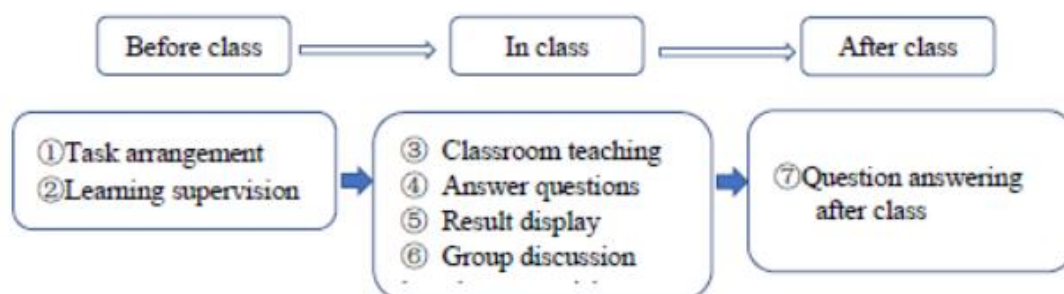 Before class
In class
After class
①Task arrangement
②Learning supervision
③ Classroom teaching
④ Answer questions
⑤ Result display
⑥ Group discussion
⑦Question answering
after class